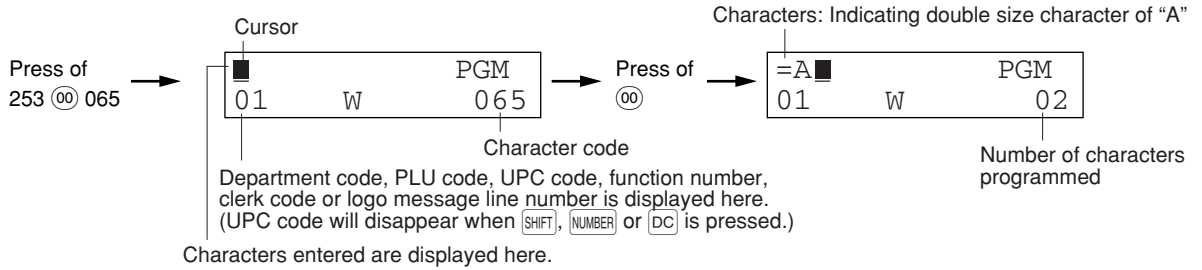 Characters: Indicating double size character of “A”
Cursor
Press of
253 00 065
PGM
01 W 065
Press of
00
=A PGM
01 W 02
Character code
Number of characters
programmed
Department code, PLU code, UPC code, function number,
clerk code or logo message line number is displayed here.
(UPC code will disappear when SHIFT, NUMBER or DC is pressed.)
Characters entered are displayed here.